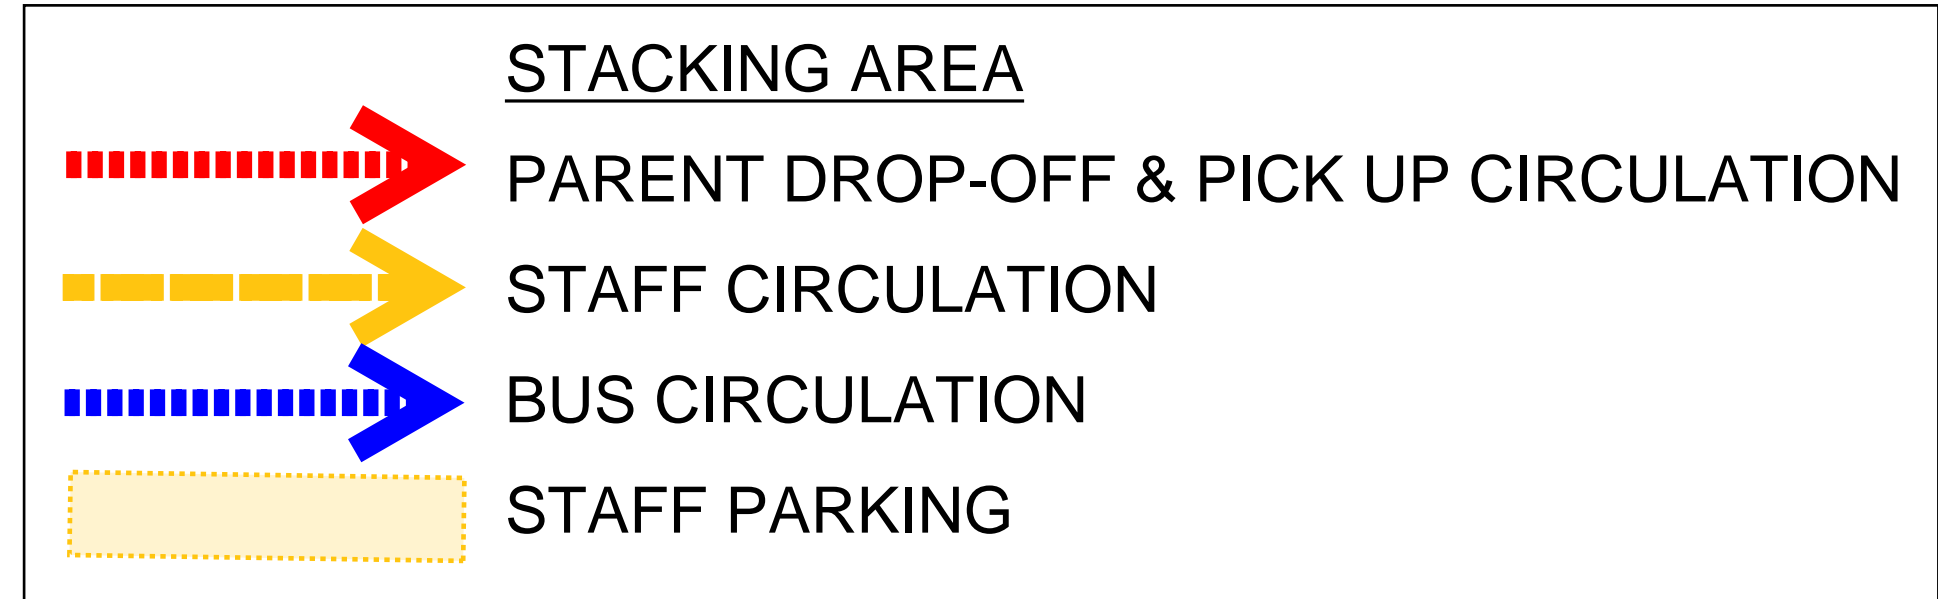 STACKING AREA
PARENT DROP-OFF & PICK UP CIRCULATION
STAFF CIRCULATION
BUS CIRCULATION
STAFF PARKING